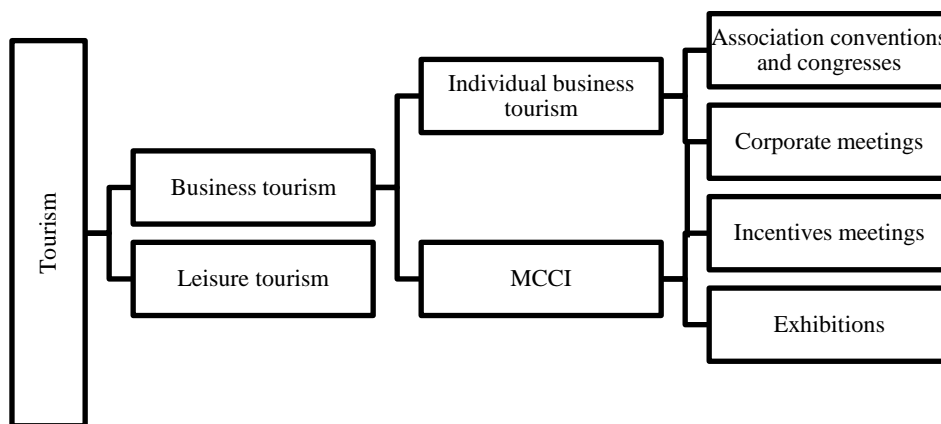 Tourism
Business tourism
Leisure tourism
Individual business
tourism
MCCI
Association conventions
and congresses
Corporate meetings
Incentives meetings
Exhibitions